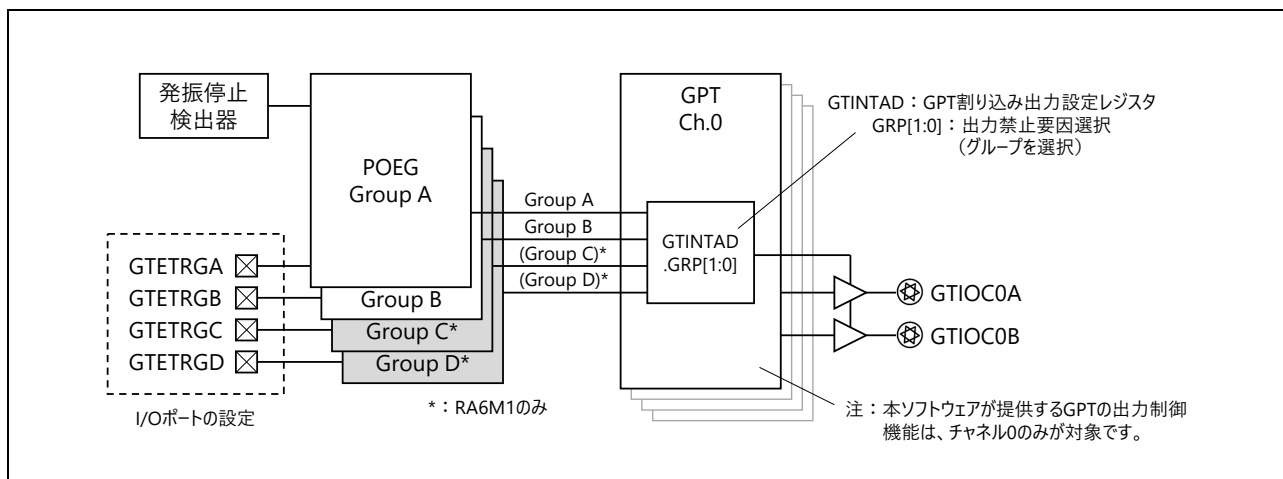 発振停止
検出器
POEG
Group A
Group B
Group C*
Group D*
GTETRGA
GTETRGB
GTETRGC
GTETRGD
I/Oポートの設定
*：RA6M1のみ
Group A
Group B
(Group C)*
(Group D)*
GPT
Ch.0
GTINTAD
.GRP[1:0]
GTINTAD：GPT割り込み出力設定レジスタ
GRP[1:0]：出力禁止要因選択
（グループを選択）
GTIOC0A
GTIOC0B
注：本ソフトウェアが提供するGPTの出力制御
機能は、チャネル0のみが対象です。